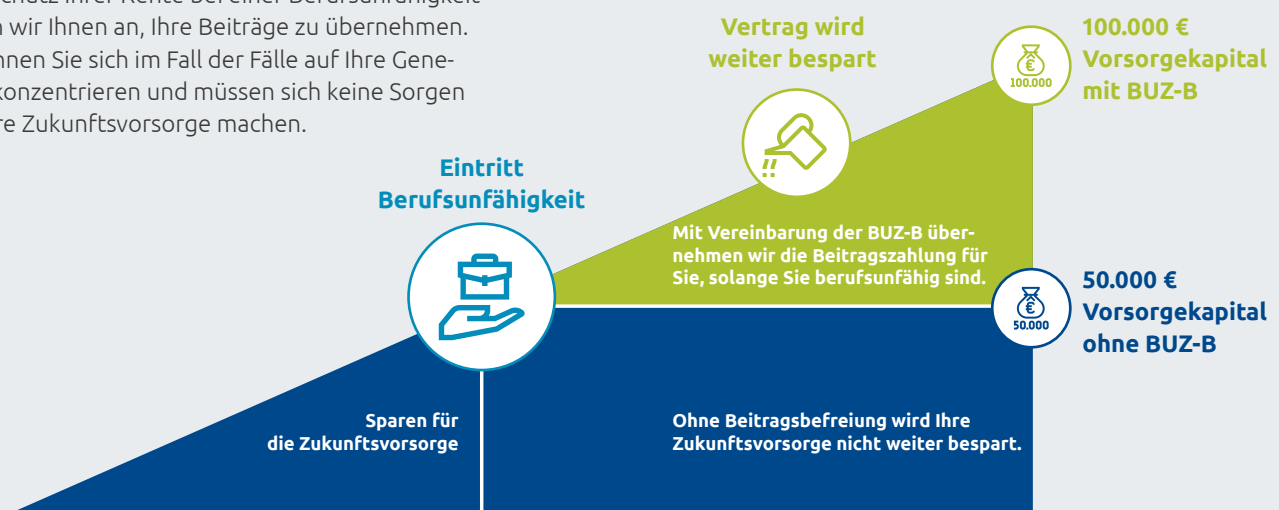 wir Ihnen an, Ihre Beiträge zu übernehmen.
nnen Sie sich im Fall der Fälle auf Ihre Gene-
konzentrieren und müssen sich keine Sorgen
re Zukunftsvorsorge machen.
Vertrag wird
weiter bespart
100.000 €
Vorsorgekapital
mit BUZ-B
€
100.000
Eintritt
Berufsunfähigkeit
Mit Vereinbarung der BUZ-B über-
nehmen wir die Beitragszahlung für
Sie, solange Sie berufsunfähig sind.
50.000 €
Vorsorgekapital
ohne BUZ-B
€
50.000
Sparen für
die Zukunftsvorsorge
Ohne Beitragsbefreiung wird Ihre
Zukunftsvorsorge nicht weiter bespart.